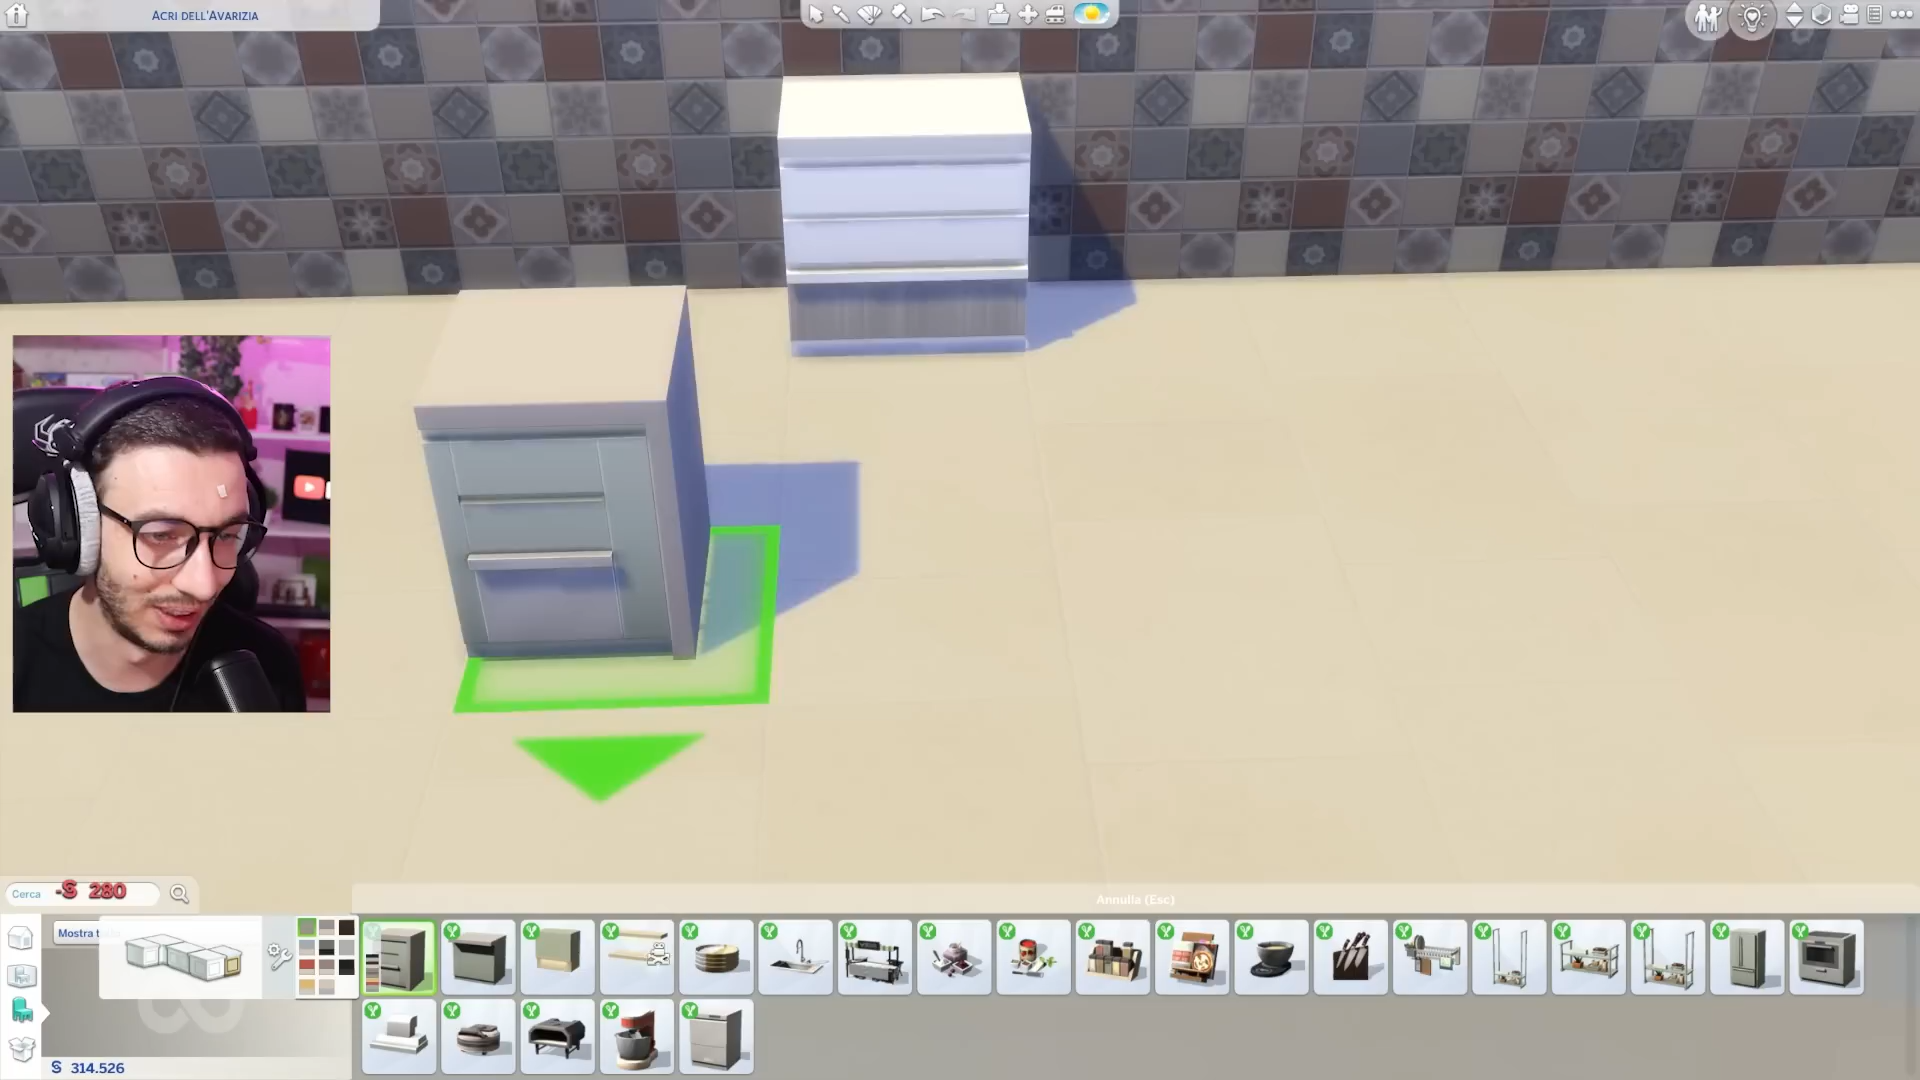 ACRI DELL'AVARIZIA
Cerca
-§ 280
Annulla (Esc)
Mostra
§ 314.526